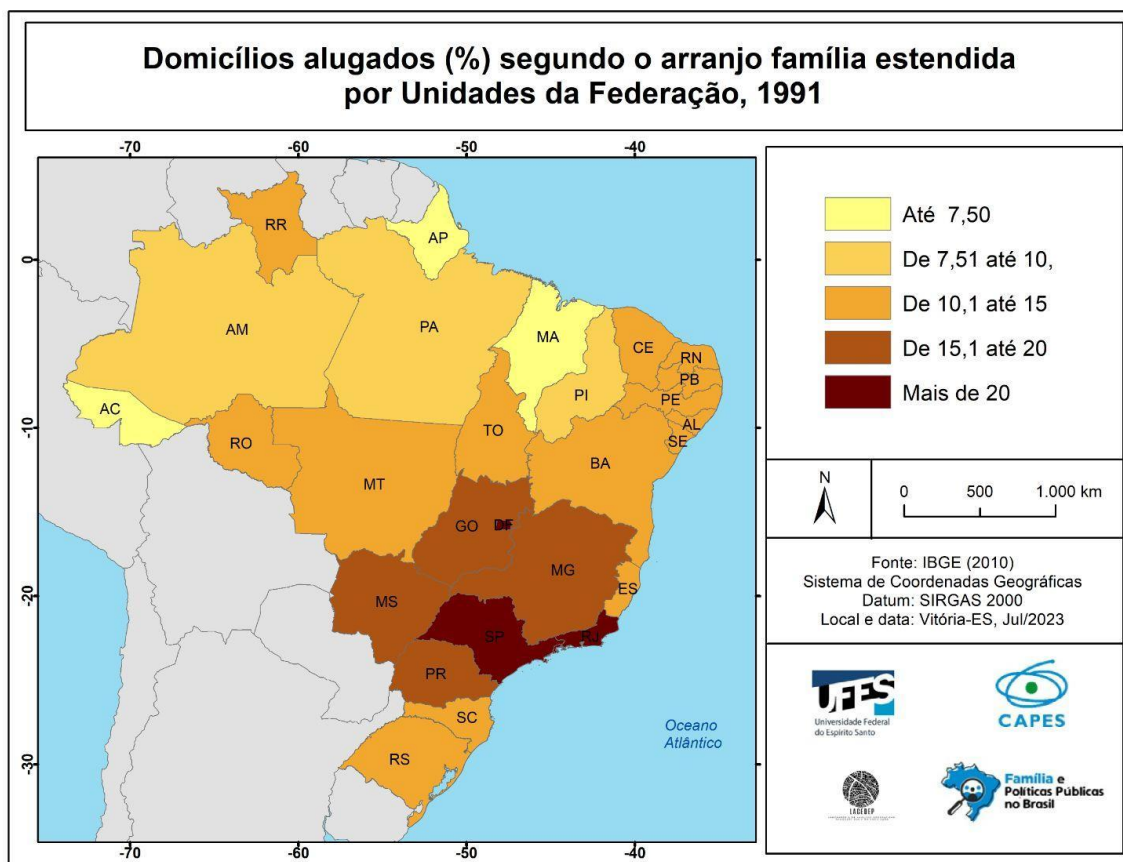 Domicílios alugados (%) segundo o arranjo família estendida
por Unidades da Federação, 1991
-70 -60 -50 -40
0
-10
-20
-30
-70 -60 -50 -40
RR
AP
AM
PA
MA
CE
RN
PB
PE
PI
AL
SE
AC
RO
TO
BA
MT
GO
DF
MG
ES
MS
SP
RJ
PR
SC
RS
Oceano
Atlântico
Até 7,50
De 7,51 até 10,
De 10,1 até 15
De 15,1 até 20
Mais de 20
N
0 500 1.000 km
Fonte: IBGE (2010)
Sistema de Coordenadas Geográficas
Datum: SIRGAS 2000
Local e data: Vitória-ES, Jul/2023
UFES
Universidade Federal
do Espírito Santo
CAPES
LAGEDEP
Família e
Políticas Públicas
no Brasil